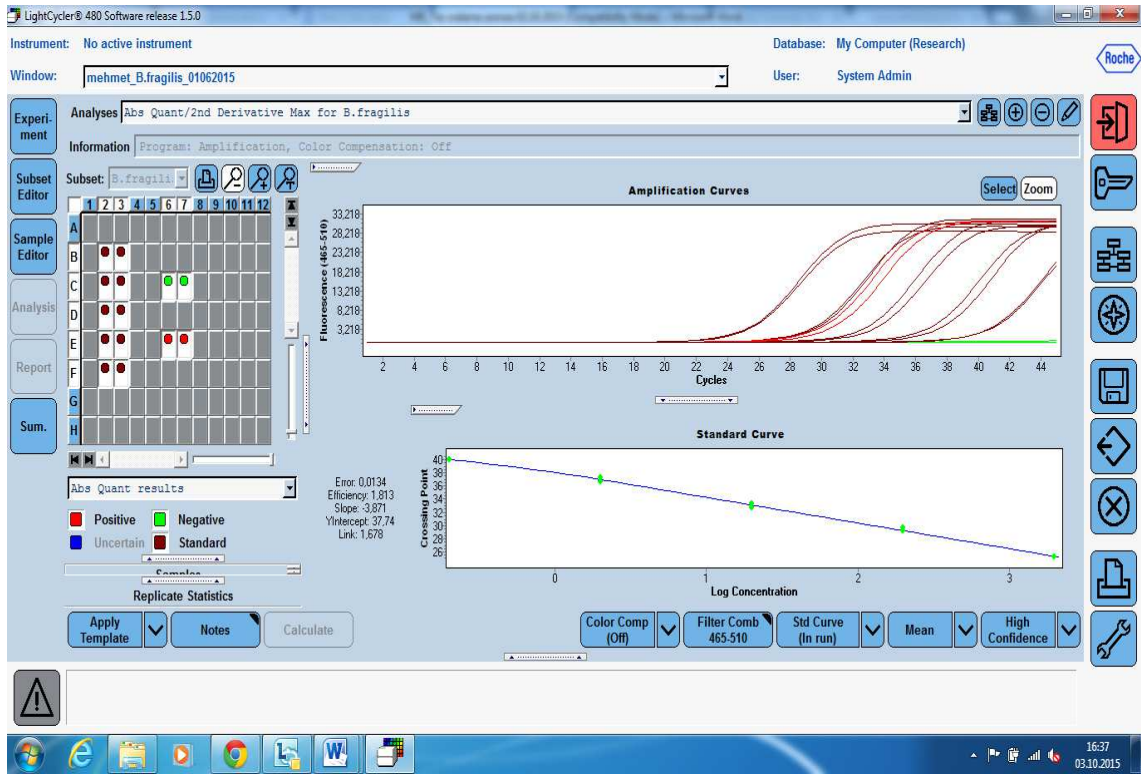 LightCycler® 480 Software release 1.5.0
Instrument: No active instrument
Database: My Computer (Research)
Window: mehmet_B.fragilis_01062015
User: System Admin
Roche
Experi-
ment
Subset
Editor
Sample
Editor
Analysis
Report
Sum.
Analyses Abs Quant/2nd Derivative Max for B.fragilis
Information Program: Amplification, Color Compensation: Off
Subset: B.fragili
1 2 3 4 5 6 7 8 9 10 11 12
A
B
C
D
E
F
G
H
Amplification Curves
Select Zoom
Fluorescence (465-510)
33,218
28,218
23,218
18,218
13,218
8,218
3,218
2 4 6 8 10 12 14 16 18 20 22 24 26 28 30 32 34 36 38 40 42 44
Cycles
Abs Quant results
Positive Negative
Uncertain Standard
Samples
Replicate Statistics
Error: 0,0134
Efficiency: 1,813
Slope: -3,871
YIntercept: 37,74
Link: 1,678
Standard Curve
Crossing Point
40
38
36
34
32
30
28
26
0 1 2 3
Log Concentration
Apply
Template
Notes
Calculate
Color Comp
(Off)
Filter Comb
465-510
Std Curve
(In run)
Mean
High
Confidence
16:37
03.10.2015